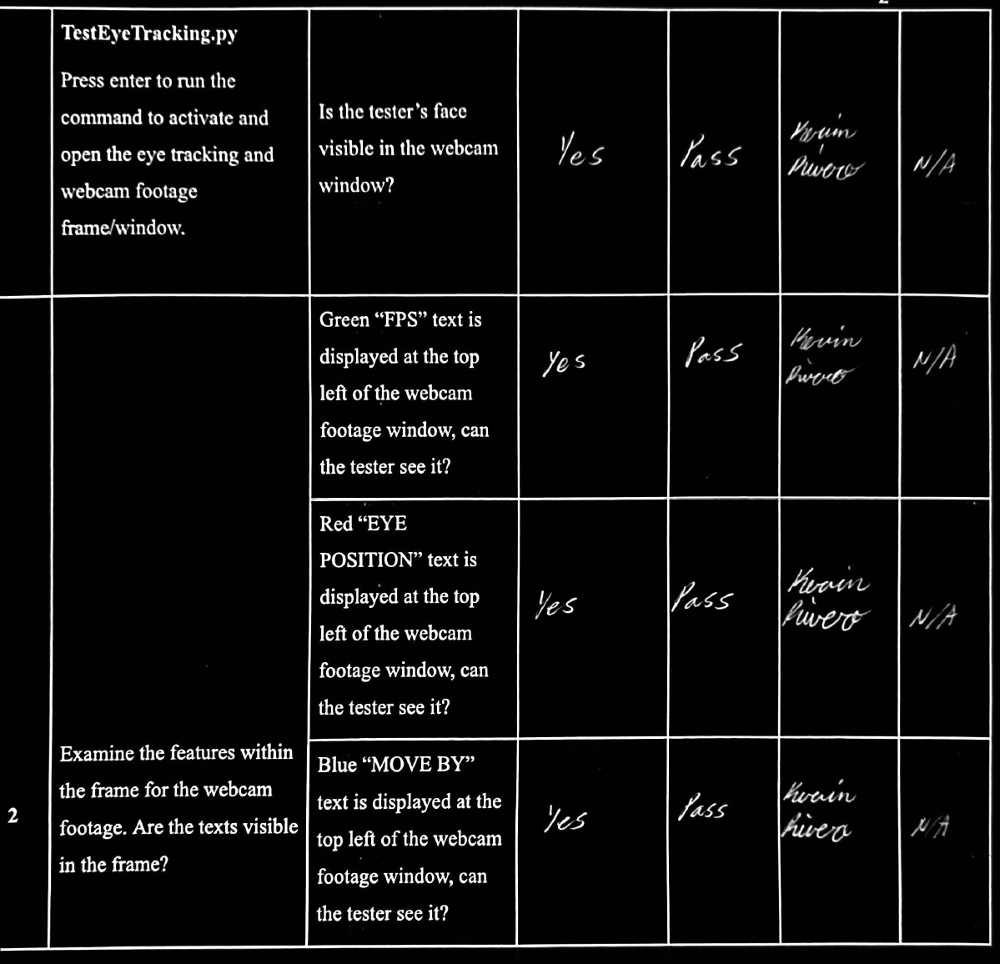 TestEyeTracking.py
Press enter to run the
command to activate and
open the eye tracking and
webcam footage
frame/window.
Is the tester's face
visible in the webcam
window?
Yes
Pass
Kevin
Rivero
N/A
2
Examine the features within
the frame for the webcam
footage. Are the texts visible
in the frame?
Green “FPS” text is
displayed at the top
left of the webcam
footage window, can
the tester see it?
Yes
Pass
Kevin
Rivero
N/A
Red “EYE
POSITION” text is
displayed at the top
left of the webcam
footage window, can
the tester see it?
Yes
Pass
Kevin
Rivero
N/A
Blue “MOVE BY”
text is displayed at the
top left of the webcam
footage window, can
the tester see it?
Yes
Pass
Kevin
Rivero
N/A